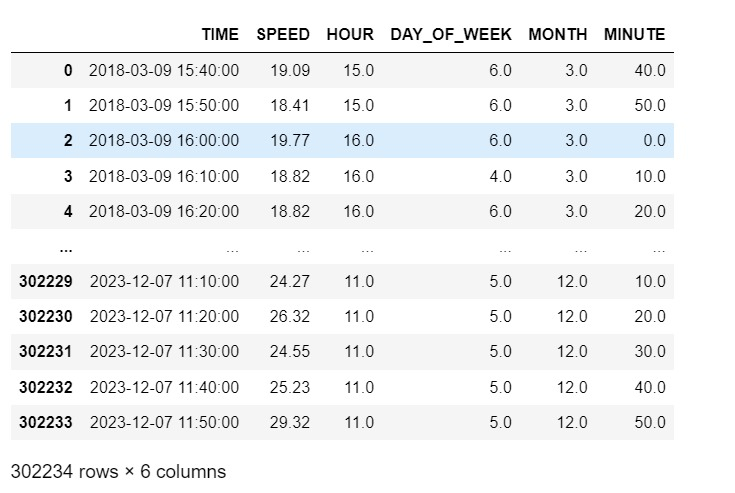 TIME SPEED HOUR DAY_OF_WEEK MONTH MINUTE
0 2018-03-09 15:40:00 19.09 15.0 6.0 3.0 40.0
1 2018-03-09 15:50:00 18.41 15.0 6.0 3.0 50.0
2 2018-03-09 16:00:00 19.77 16.0 6.0 3.0 0.0
3 2018-03-09 16:10:00 18.82 16.0 4.0 3.0 10.0
4 2018-03-09 16:20:00 18.82 16.0 6.0 3.0 20.0
... ... ... ... ... ... ...
302229 2023-12-07 11:10:00 24.27 11.0 5.0 12.0 10.0
302230 2023-12-07 11:20:00 26.32 11.0 5.0 12.0 20.0
302231 2023-12-07 11:30:00 24.55 11.0 5.0 12.0 30.0
302232 2023-12-07 11:40:00 25.23 11.0 5.0 12.0 40.0
302233 2023-12-07 11:50:00 29.32 11.0 5.0 12.0 50.0
302234 rows × 6 columns